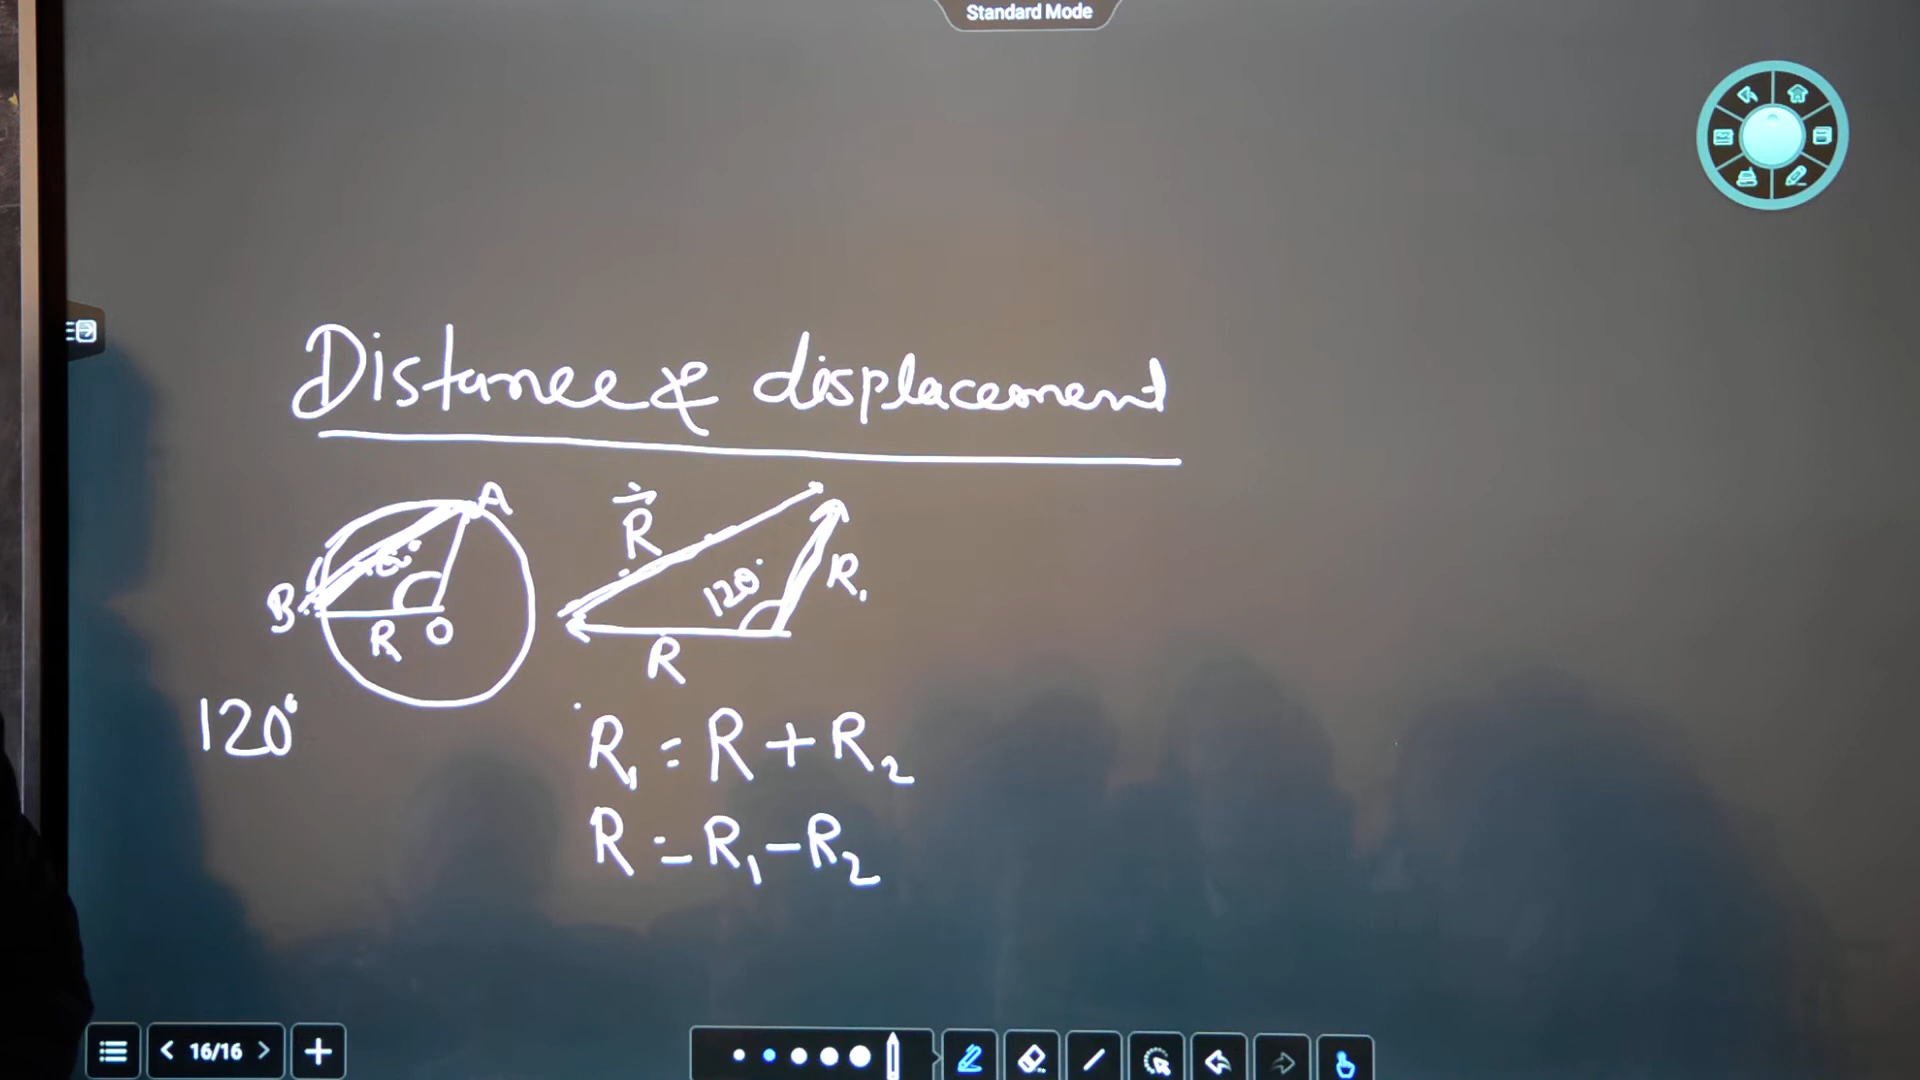 Standard Mode
Distance & displacement
A
B
R
O
120°
R⃗
120°
R₁
R
R₁ = R + R₂
R = R₁ - R₂
16/16